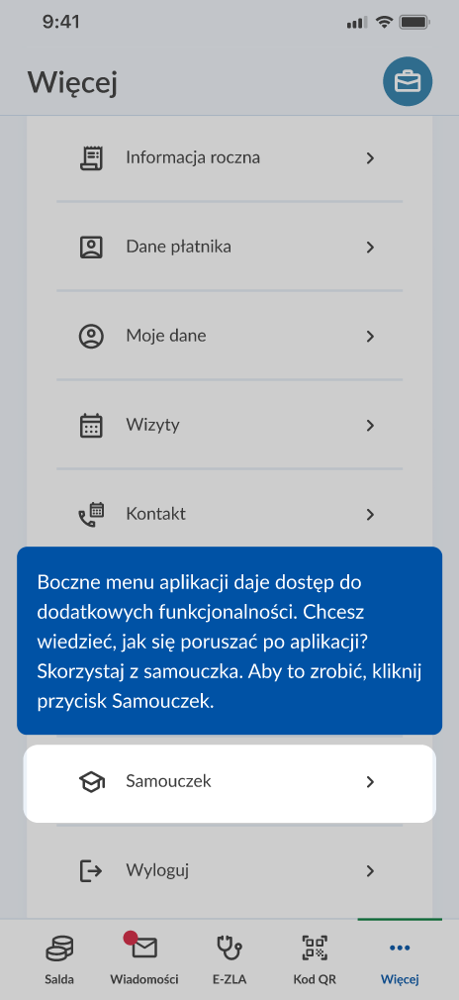 9:41
Więcej
Informacja roczna
Dane płatnika
Moje dane
Wizyty
Kontakt
Boczne menu aplikacji daje dostęp do
dodatkowych funkcjonalności. Chcesz
wiedzieć, jak się poruszać po aplikacji?
Skorzystaj z samouczka. Aby to zrobić, kliknij
przycisk Samouczek.
Samouczek
Wyloguj
Salda
Wiadomości
E-ZLA
Kod QR
Więcej